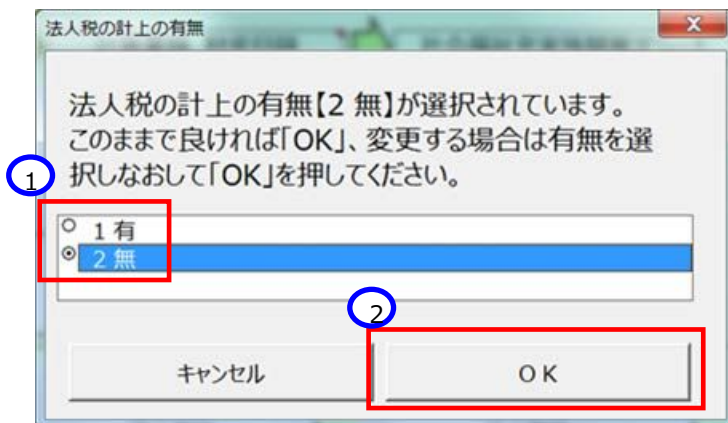 法人税の計上の有無
法人税の計上の有無【2 無】が選択されています。
このままで良ければ「OK」、変更する場合は有無を選
択しなおして「OK」を押してください。
1
1 有
2 無
2
キャンセル
OK